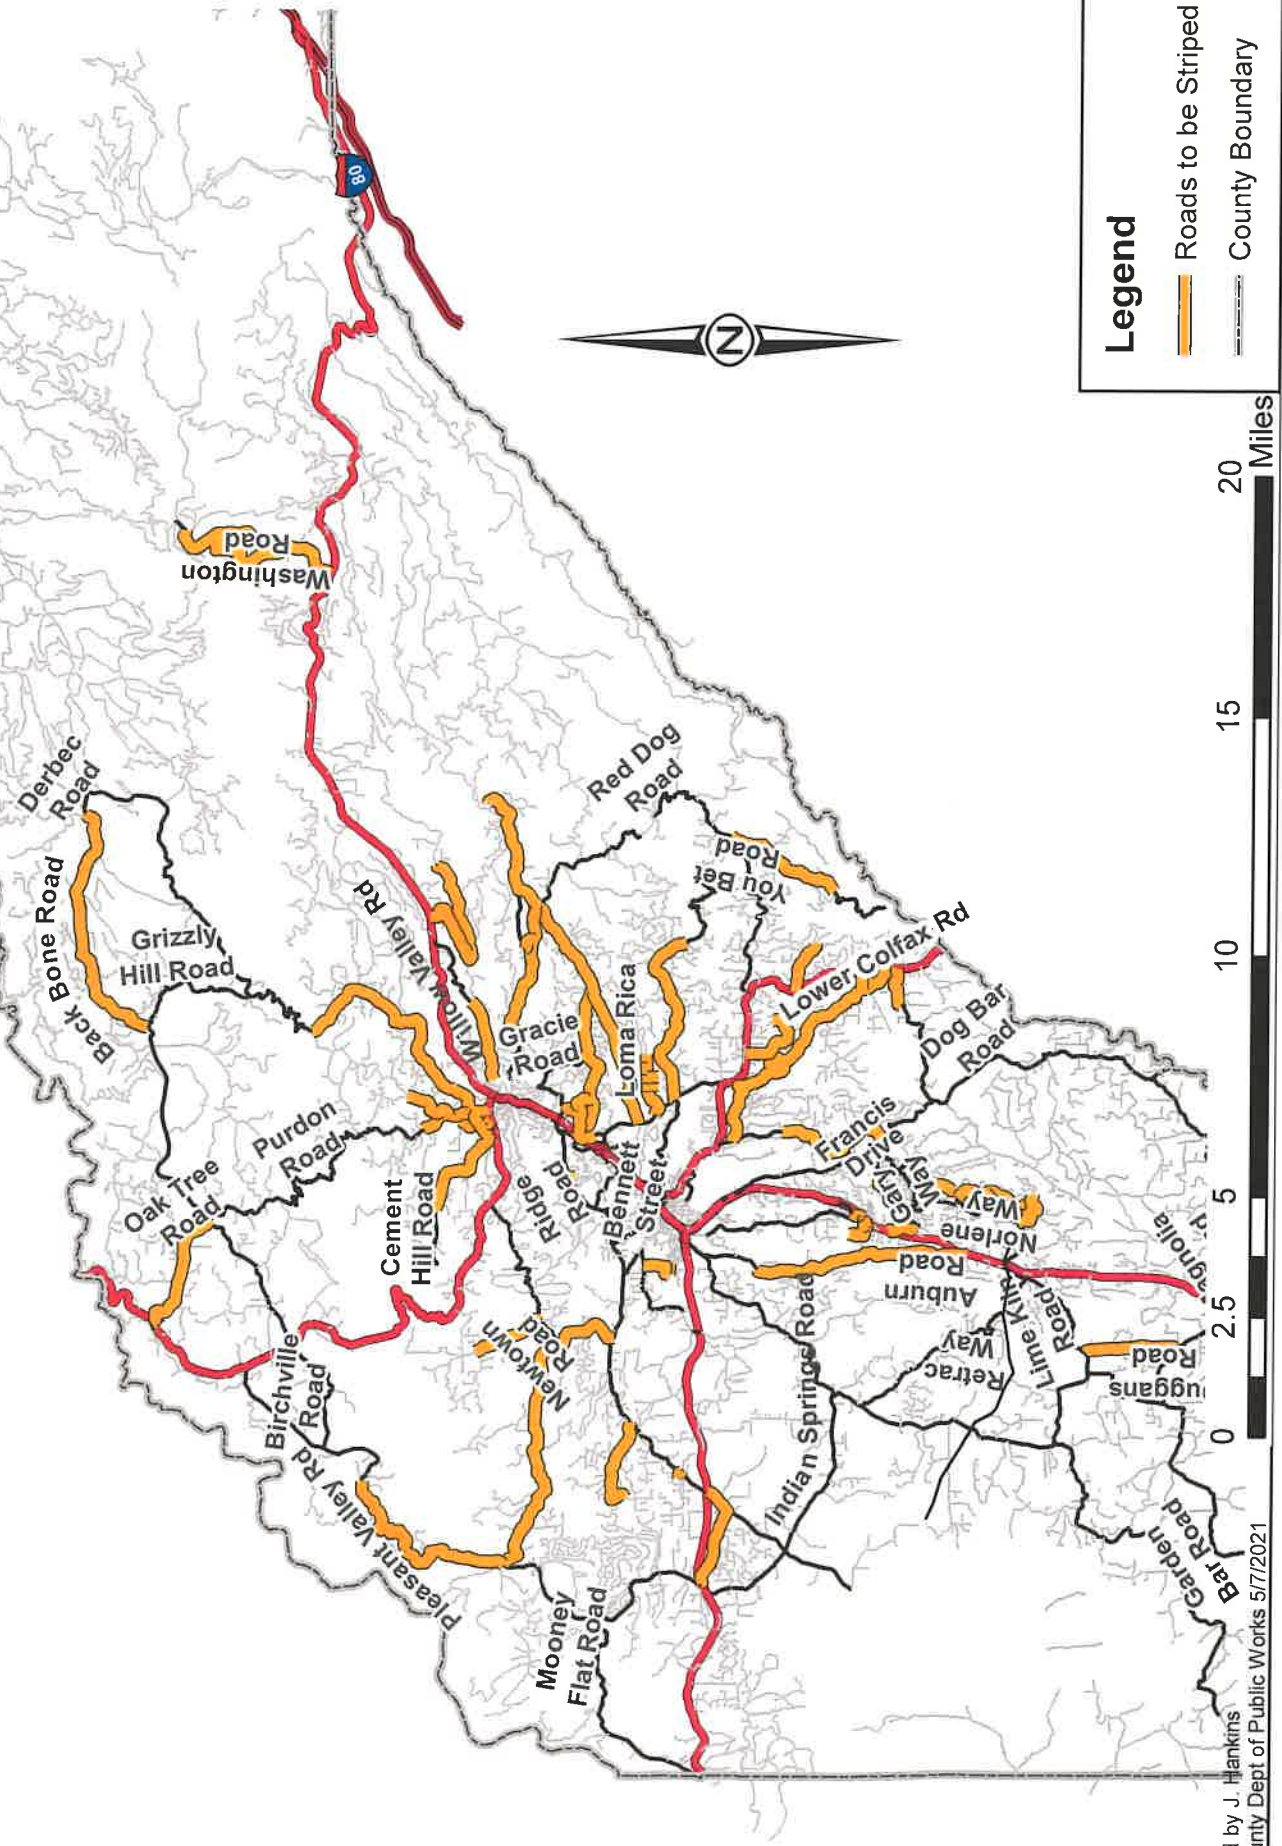 80
Derbec
Road
Back Bone Road
Grizzly
Hill Road
Washington
Road
Oak Tree
Road
Purdon
Road
Willow Valley Rd
Cement
Hill Road
Gracie
Road
Red Dog
Road
You Bet
Road
Loma Rica
Lower Colfax Rd
Dog Bar
Road
Ridge
Road
Bennett
Street
Francis
Drive
Gary
Way
Norlene
Way
Birchville
Road
Pleasant Valley Rd
Newtown
Road
Mooney
Flat Road
Indian Springs Road
Auburn
Road
Retrac
Way
Lime Kiln
Road
agnolia
d
uggans
Road
Garden
Bar Road
N
Legend
Roads to be Striped
County Boundary
0 2.5 5 10 15 20
Miles
by J. Hankins
unty Dept of Public Works 5/7/2021